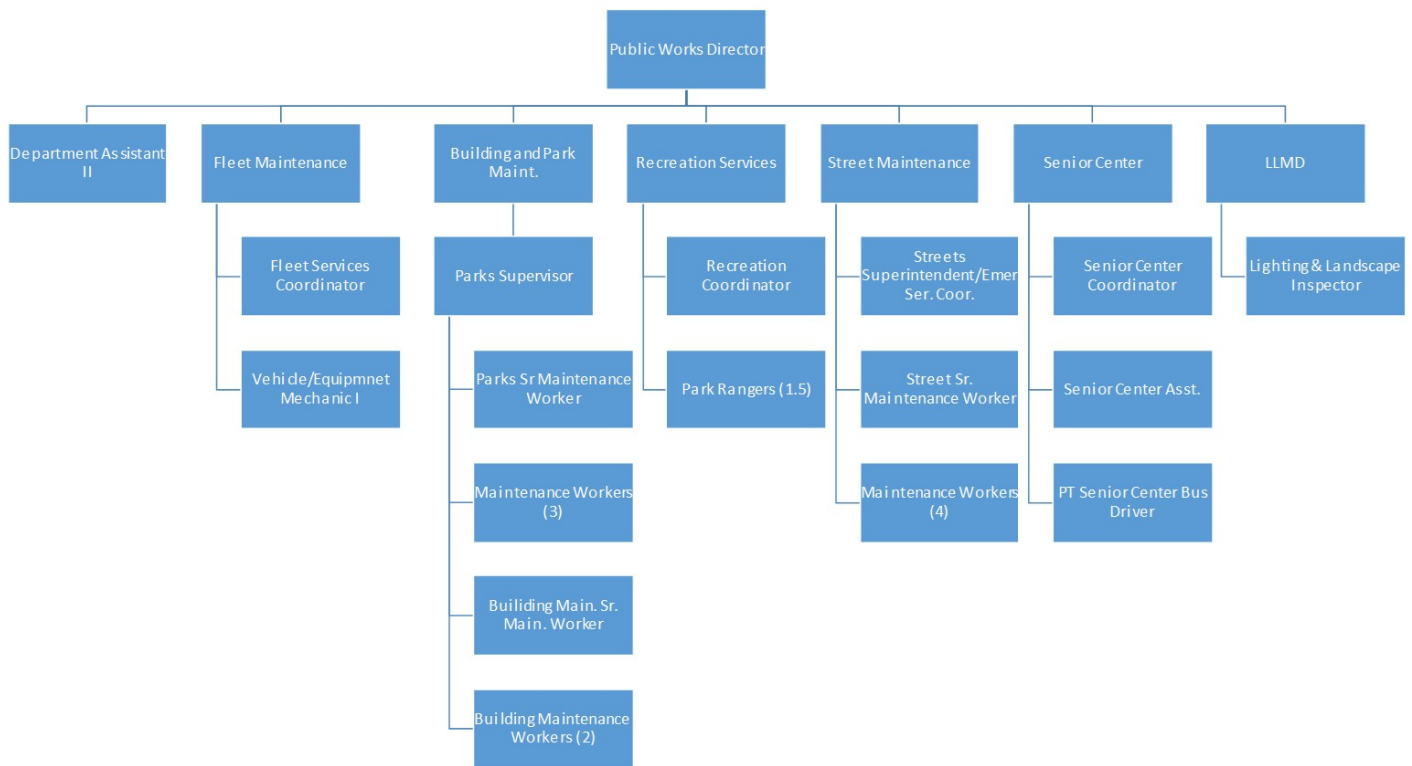 Public Works Director
Department Assistant
II
Fleet Maintenance
Building and Park
Maint.
Recreation Services
Street Maintenance
Senior Center
LLMD
Fleet Services
Coordinator
Parks Supervisor
Recreation
Coordinator
Streets
Superintendent/Emer
Ser. Coor.
Senior Center
Coordinator
Lighting & Landscape
Inspector
Vehicle/Equipmnet
Mechanic I
Parks Sr Maintenance
Worker
Park Rangers (1.5)
Street Sr.
Maintenance Worker
Senior Center Asst.
Maintenance Workers
(3)
Maintenance Workers
(4)
PT Senior Center Bus
Driver
Builiding Main. Sr.
Main. Worker
Building Maintenance
Workers (2)